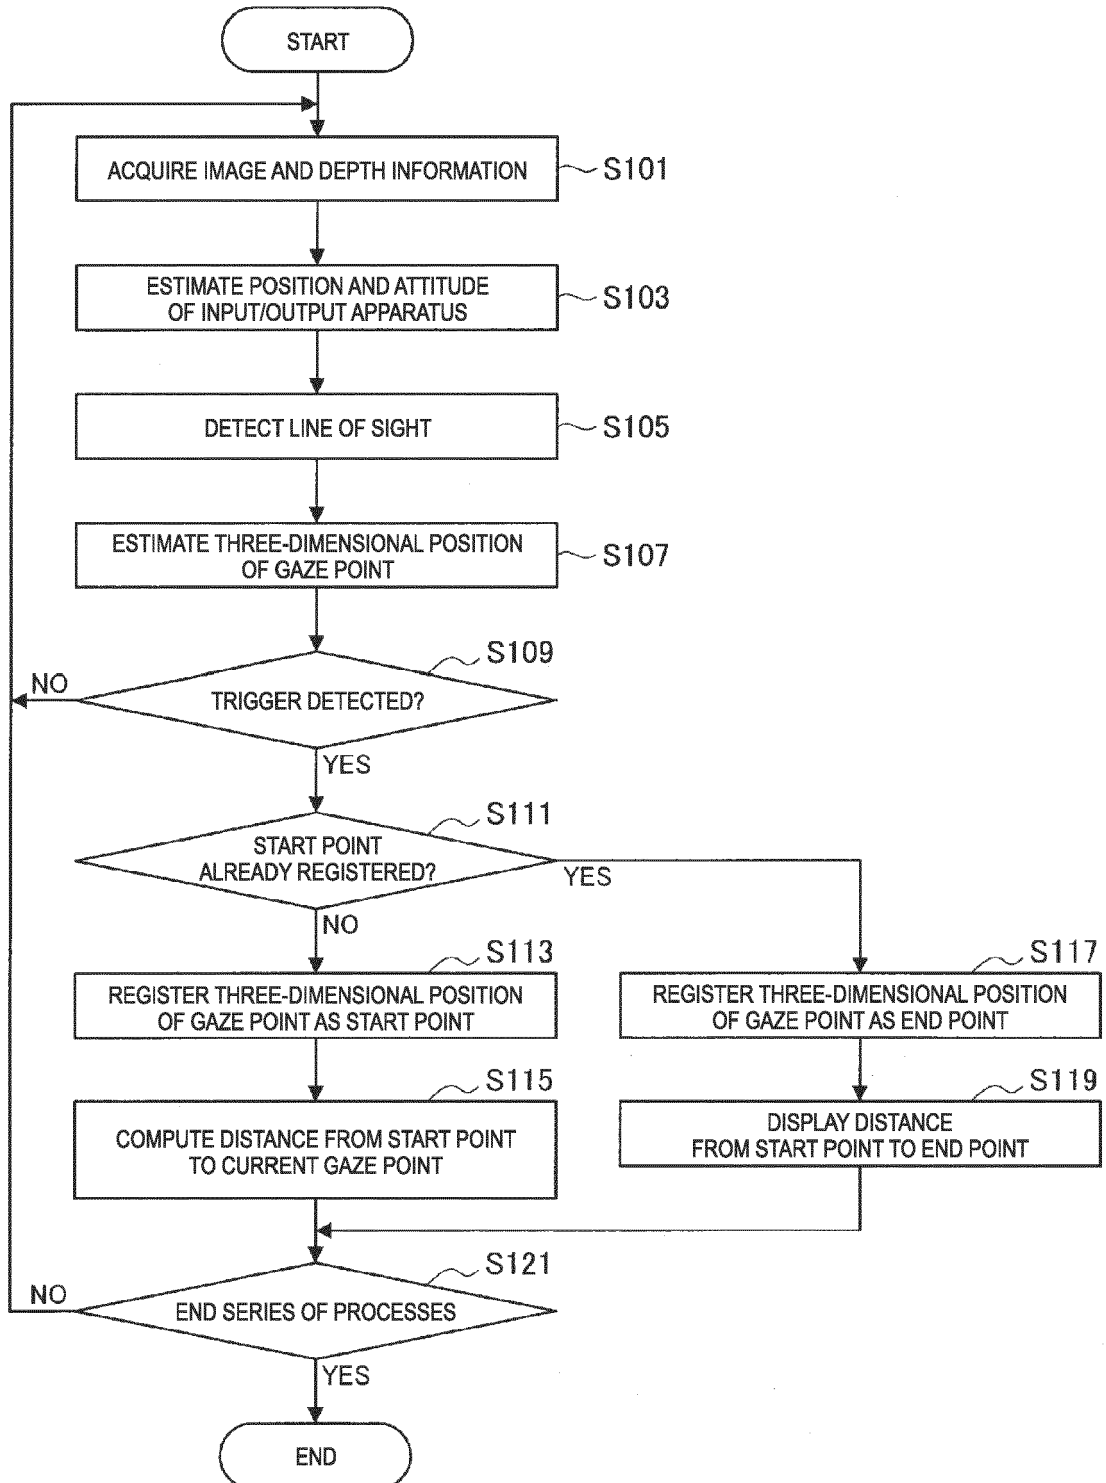 START
ACQUIRE IMAGE AND DEPTH INFORMATION
S101
ESTIMATE POSITION AND ATTITUDE
OF INPUT/OUTPUT APPARATUS
S103
DETECT LINE OF SIGHT
S105
ESTIMATE THREE-DIMENSIONAL POSITION
OF GAZE POINT
S107
S109
NO
TRIGGER DETECTED?
YES
S111
START POINT
ALREADY REGISTERED?
YES
NO
S113
REGISTER THREE-DIMENSIONAL POSITION
OF GAZE POINT AS START POINT
S117
REGISTER THREE-DIMENSIONAL POSITION
OF GAZE POINT AS END POINT
S115
COMPUTE DISTANCE FROM START POINT
TO CURRENT GAZE POINT
S119
DISPLAY DISTANCE
FROM START POINT TO END POINT
S121
NO
END SERIES OF PROCESSES
YES
END